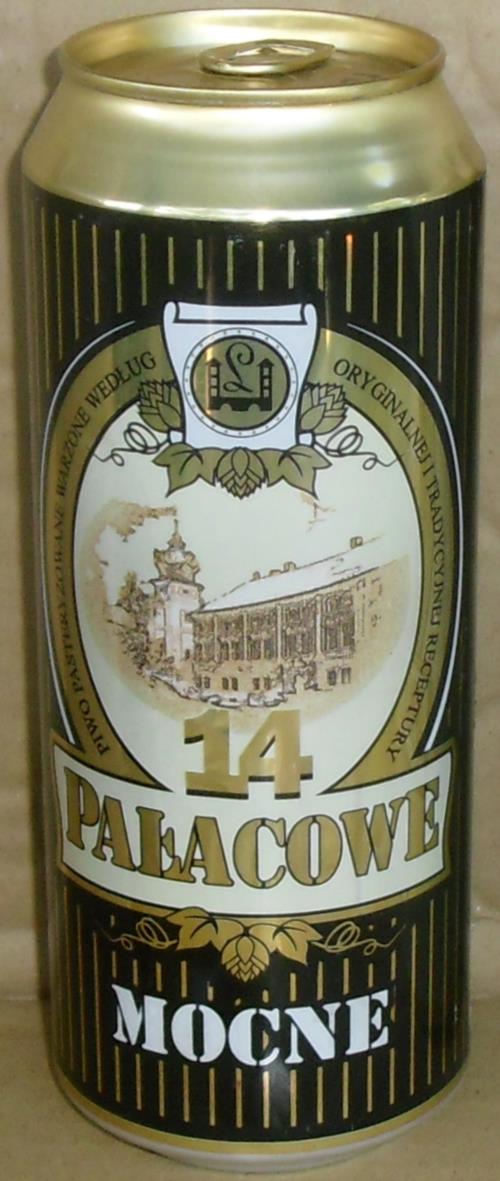 L
PIWO PASTERYZOWANE WARZONE WEDŁUG
ORYGINALNEJ I TRADYCYJNEJ RECEPTURY
14
PAŁACOWE
MOCNE